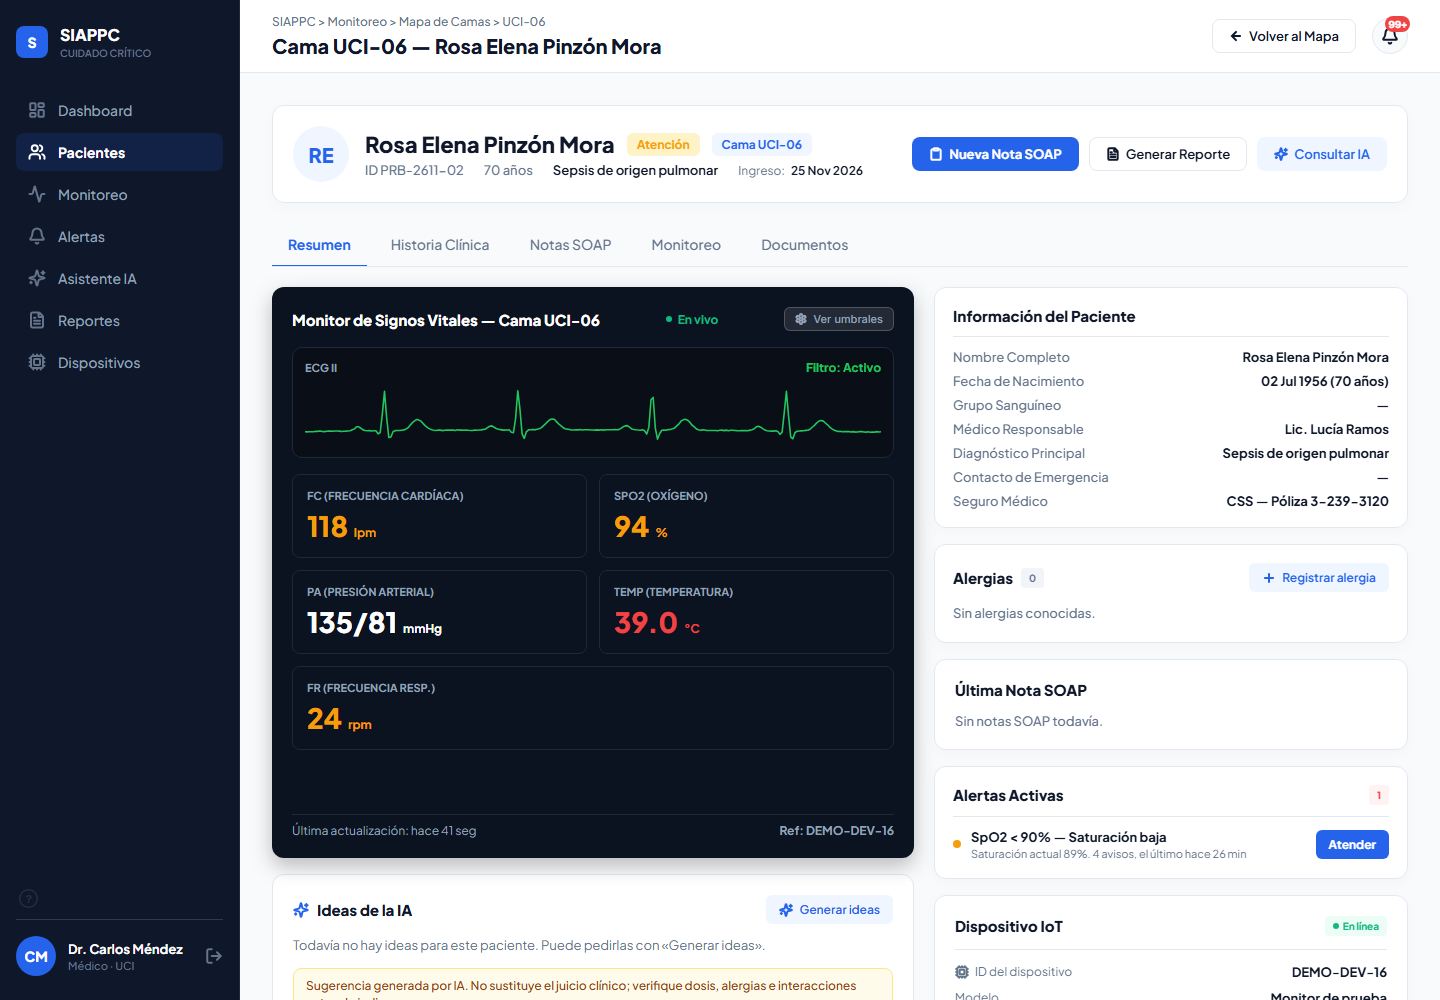 S
SIAPPC
CUIDADO CRÍTICO
Dashboard
Pacientes
Monitoreo
Alertas
Asistente IA
Reportes
Dispositivos
?
CM
Dr. Carlos Méndez
Médico · UCI
SIAPPC > Monitoreo > Mapa de Camas > UCI-06
Cama UCI-06 — Rosa Elena Pinzón Mora
Volver al Mapa
99+
RE
Rosa Elena Pinzón Mora Atención Cama UCI-06
ID PRB-2611-02 70 años Sepsis de origen pulmonar Ingreso: 25 Nov 2026
Nueva Nota SOAP
Generar Reporte
Consultar IA
Resumen Historia Clínica Notas SOAP Monitoreo Documentos
Monitor de Signos Vitales — Cama UCI-06
En vivo
Ver umbrales
ECG II
Filtro: Activo
FC (FRECUENCIA CARDÍACA)
118 lpm
SPO2 (OXÍGENO)
94 %
PA (PRESIÓN ARTERIAL)
135/81 mmHg
TEMP (TEMPERATURA)
39.0 °C
FR (FRECUENCIA RESP.)
24 rpm
Última actualización: hace 41 seg
Ref: DEMO-DEV-16
Ideas de la IA
Generar ideas
Todavía no hay ideas para este paciente. Puede pedirlas con «Generar ideas».
Sugerencia generada por IA. No sustituye el juicio clínico; verifique dosis, alergias e interacciones
Información del Paciente
Nombre Completo Rosa Elena Pinzón Mora
Fecha de Nacimiento 02 Jul 1956 (70 años)
Grupo Sanguíneo —
Médico Responsable Lic. Lucía Ramos
Diagnóstico Principal Sepsis de origen pulmonar
Contacto de Emergencia —
Seguro Médico CSS — Póliza 3-239-3120
Alergias 0
Registrar alergia
Sin alergias conocidas.
Última Nota SOAP
Sin notas SOAP todavía.
Alertas Activas 1
SpO2 < 90% — Saturación baja
Saturación actual 89%. 4 avisos, el último hace 26 min
Atender
Dispositivo IoT
En línea
ID del dispositivo DEMO-DEV-16
Modelo Monitor de prueba